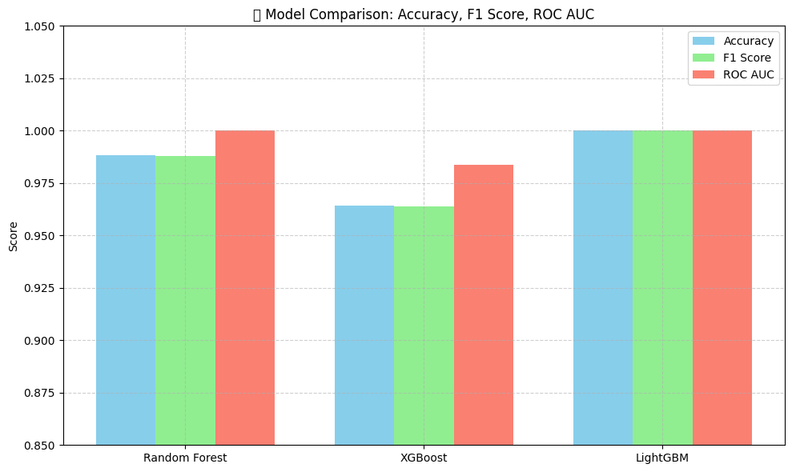 ▯ Model Comparison: Accuracy, F1 Score, ROC AUC
Accuracy
F1 Score
ROC AUC
1.050
1.025
1.000
0.975
0.950
0.925
0.900
0.875
0.850
Score
Random Forest
XGBoost
LightGBM